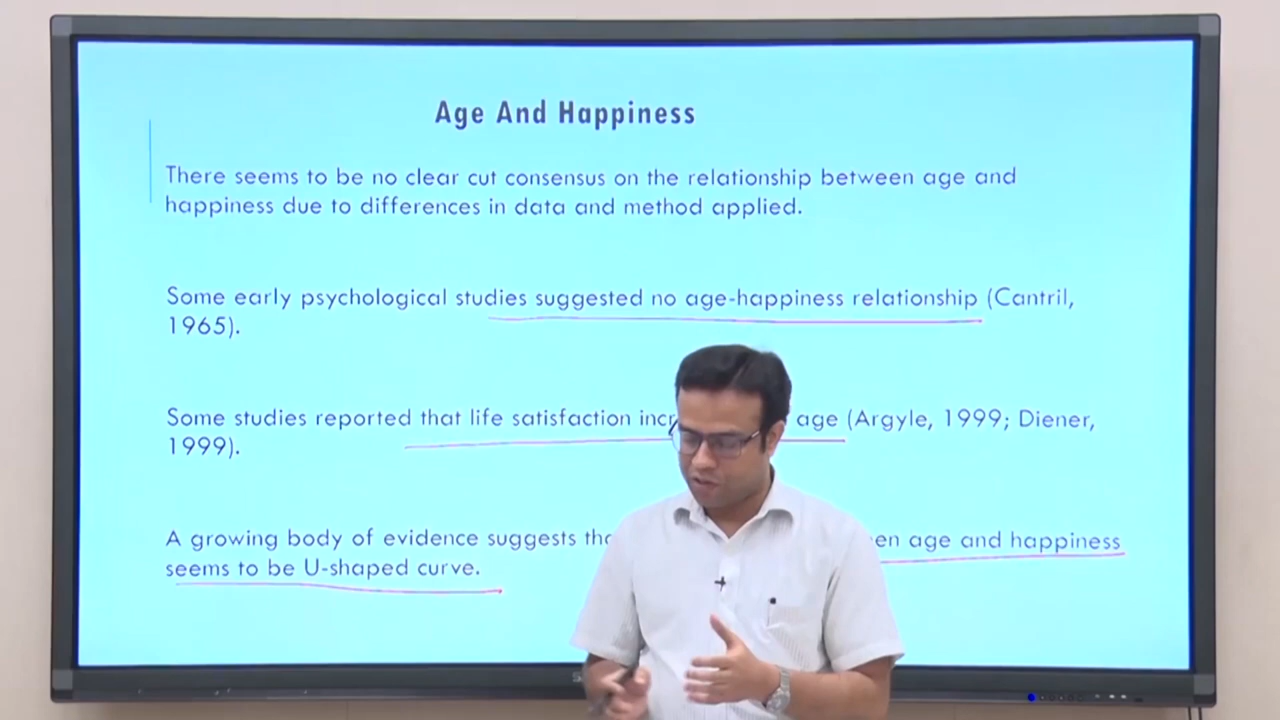 Age And Happiness
There seems to be no clear cut consensus on the relationship between age and
happiness due to differences in data and method applied.
Some early psychological studies suggested no age-happiness relationship (Cantril,
1965).
Some studies reported that life satisfaction age (Argyle, 1999; Diener,
1999).
A growing body of evidence suggests age and happiness
seems to be U-shaped curve.